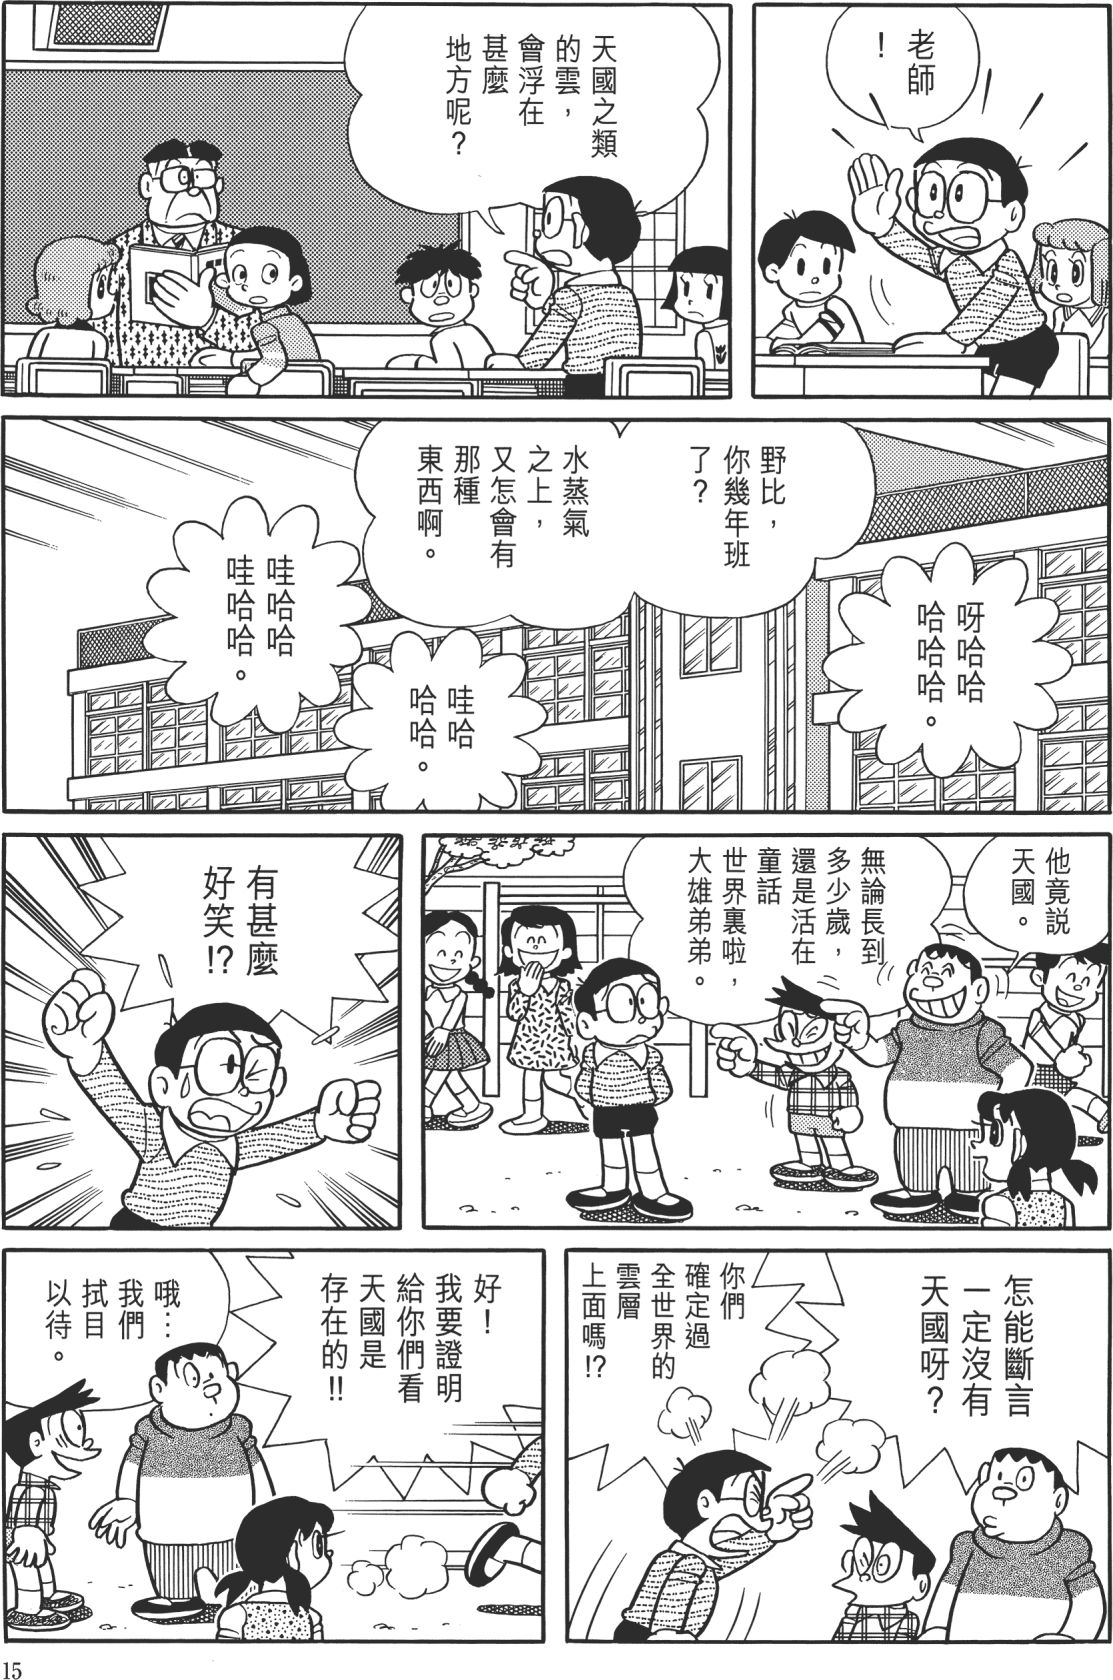 老師
！
天國之類
的雲，
會浮在
甚麼
地方呢？
野比，
你幾年班
了？
水蒸氣
之上，
又怎會有
那種
東西啊。
呀哈哈
哈哈哈。
哇哈哈
哈哈。
哇哈哈哈
哇哈哈。
他竟説
天國。
無論長到
多少歲，
還是活在
童話
世界裏啦，
大雄弟弟。
有甚麼
好笑!?
怎能斷言
一定沒有
天國呀？
你們
確定過
全世界的
雲層
上面嗎!?
好！
我要證明
給你們看
天國是
存在的!!
哦…
我們
拭目
以待。
15